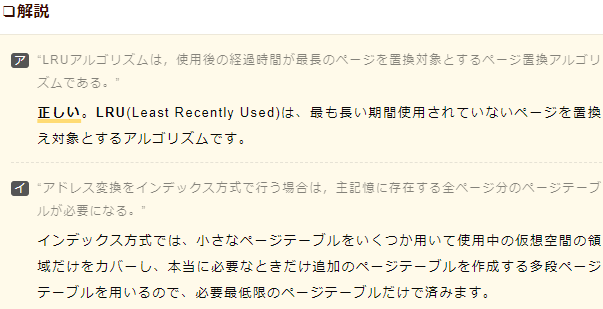 ❏解説
ア “LRUアルゴリズムは，使用後の経過時間が最長のページを置換対象とするページ置換アルゴリ
ズムである。”
正しい。LRU(Least Recently Used)は、最も長い期間使用されていないページを置換
え対象とするアルゴリズムです。
イ “アドレス変換をインデックス方式で行う場合は，主記憶に存在する全ページ分のページテーブ
ルが必要になる。”
インデックス方式では、小さなページテーブルをいくつか用いて使用中の仮想空間の領
域だけをカバーし、本当に必要なときだけ追加のページテーブルを作成する多段ページ
テーブルを用いるので、必要最低限のページテーブルだけで済みます。